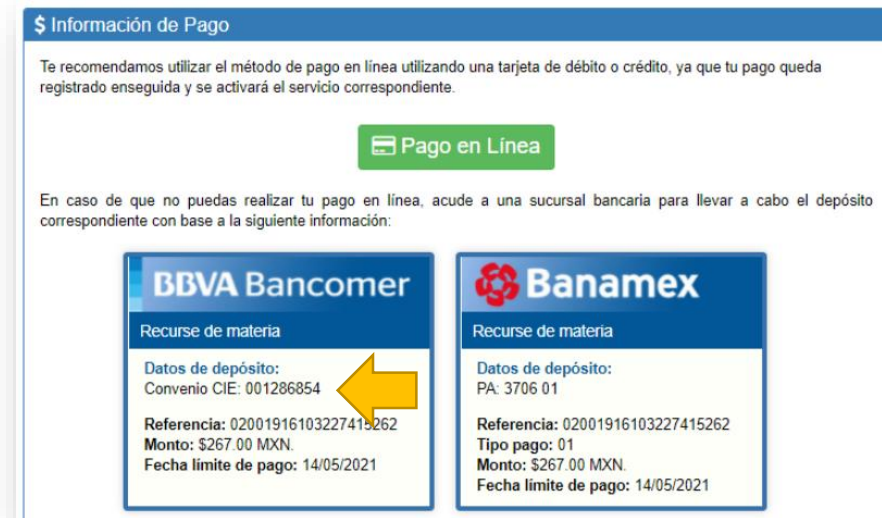 $ Información de Pago
Te recomendamos utilizar el método de pago en línea utilizando una tarjeta de débito o crédito, ya que tu pago queda
registrado enseguida y se activará el servicio correspondiente.
Pago en Línea
En caso de que no puedas realizar tu pago en línea, acude a una sucursal bancaria para llevar a cabo el depósito
correspondiente con base a la siguiente información:
BBVA Bancomer
Recurse de materia
Datos de depósito:
Convenio CIE: 001286854
Referencia: 02001916103227415262
Monto: $267.00 MXN.
Fecha límite de pago: 14/05/2021
Banamex
Recurse de materia
Datos de depósito:
PA: 3706 01
Referencia: 02001916103227415262
Tipo pago: 01
Monto: $267.00 MXN.
Fecha límite de pago: 14/05/2021